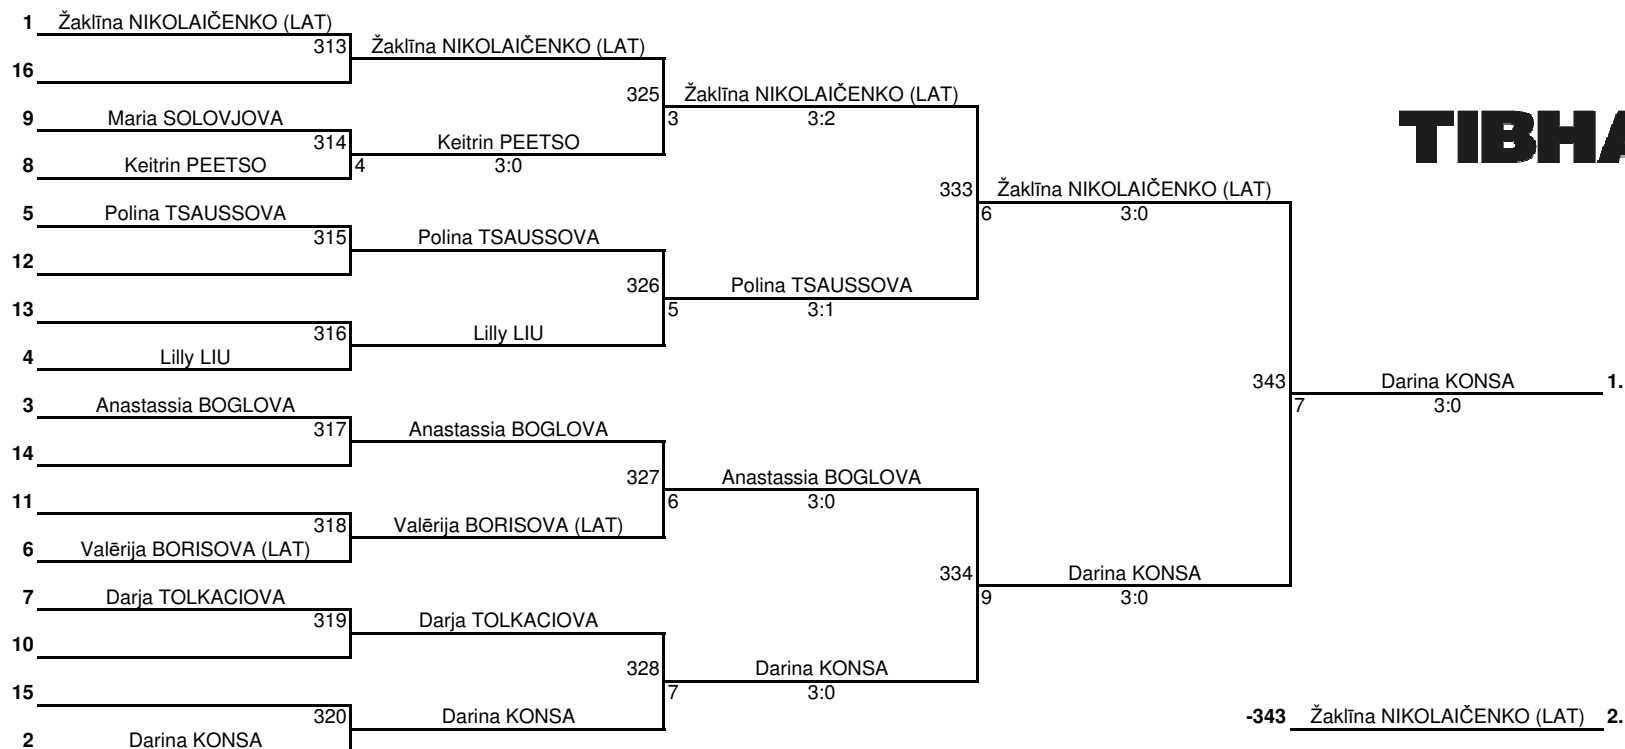 1 Žaklīna NIKOLAIČENKO (LAT)
313 Žaklīna NIKOLAIČENKO (LAT)
16
325 Žaklīna NIKOLAIČENKO (LAT)
3 3:2
9 Maria SOLOVJOVA
314 Keitrin PEETSO
8 Keitrin PEETSO
4 3:0
TIBHA
333 Žaklīna NIKOLAIČENKO (LAT)
6 3:0
5 Polina TSAUSSOVA
315 Polina TSAUSSOVA
12
326 Polina TSAUSSOVA
5 3:1
13
316 Lilly LIU
4 Lilly LIU
343 Darina KONSA 1.
7 3:0
3 Anastassia BOGLOVA
317 Anastassia BOGLOVA
14
327 Anastassia BOGLOVA
6 3:0
11
318 Valērija BORISOVA (LAT)
6 Valērija BORISOVA (LAT)
334 Darina KONSA
9 3:0
7 Darja TOLKACIOVA
319 Darja TOLKACIOVA
10
328 Darina KONSA
7 3:0
15
320 Darina KONSA
2 Darina KONSA
-343 Žaklīna NIKOLAIČENKO (LAT) 2.